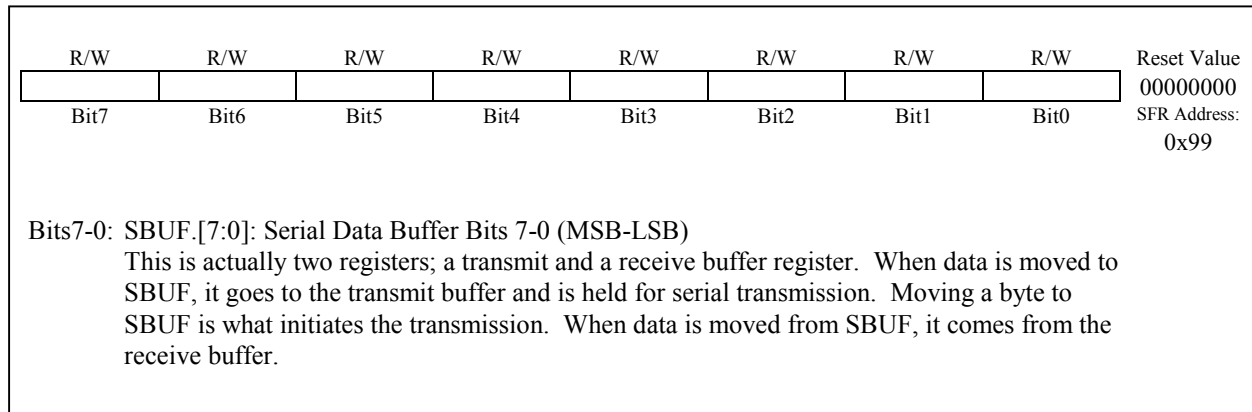 R/W R/W R/W R/W R/W R/W R/W R/W Reset Value
00000000
Bit7 Bit6 Bit5 Bit4 Bit3 Bit2 Bit1 Bit0 SFR Address:
0x99
Bits7-0: SBUF.[7:0]: Serial Data Buffer Bits 7-0 (MSB-LSB)
This is actually two registers; a transmit and a receive buffer register. When data is moved to
SBUF, it goes to the transmit buffer and is held for serial transmission. Moving a byte to
SBUF is what initiates the transmission. When data is moved from SBUF, it comes from the
receive buffer.